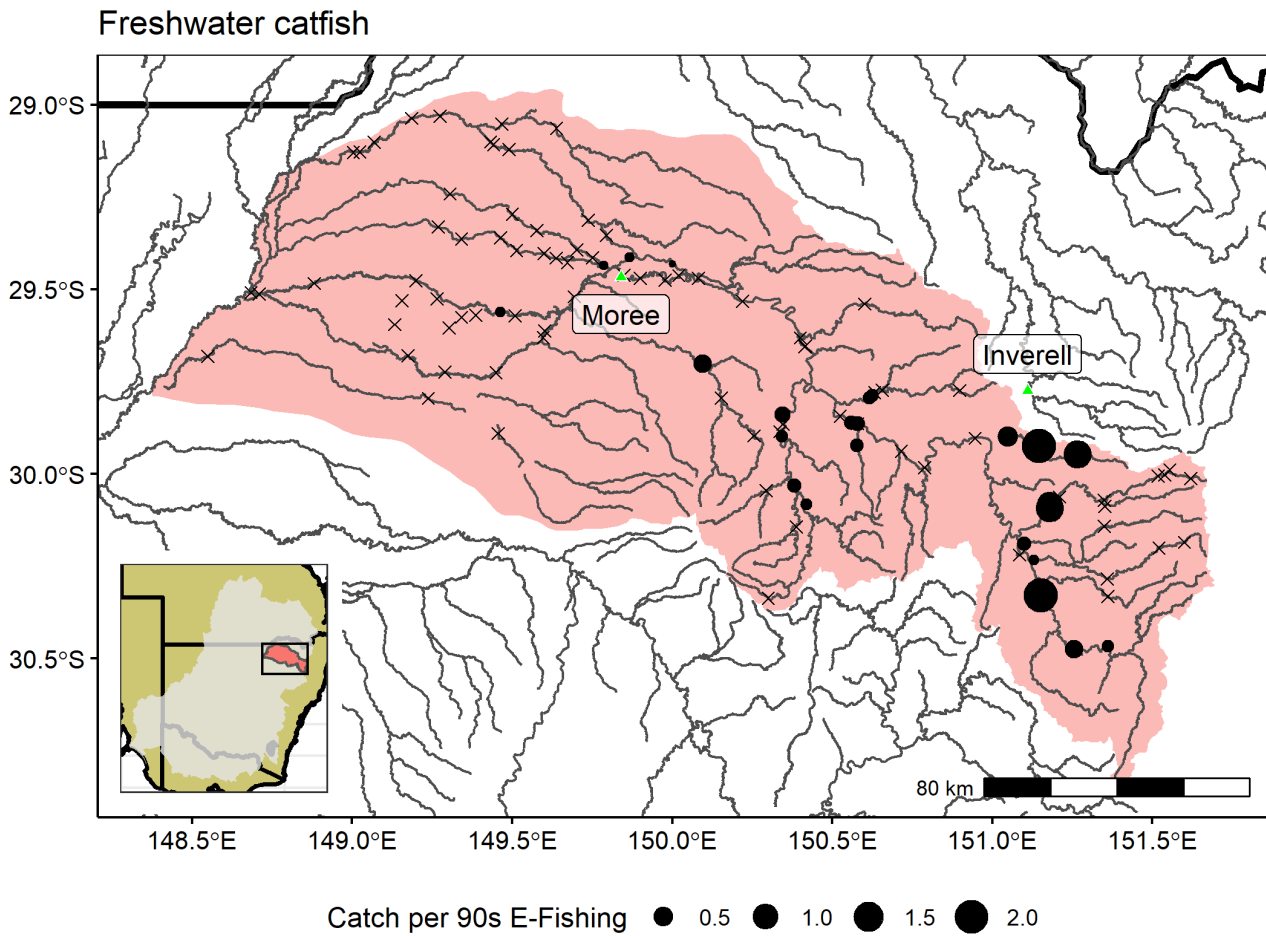 Freshwater catfish
29.0°S
29.5°S
30.0°S
30.5°S
Moree
Inverell
80 km
148.5°E 149.0°E 149.5°E 150.0°E 150.5°E 151.0°E 151.5°E
Catch per 90s E-Fishing 0.5 1.0 1.5 2.0